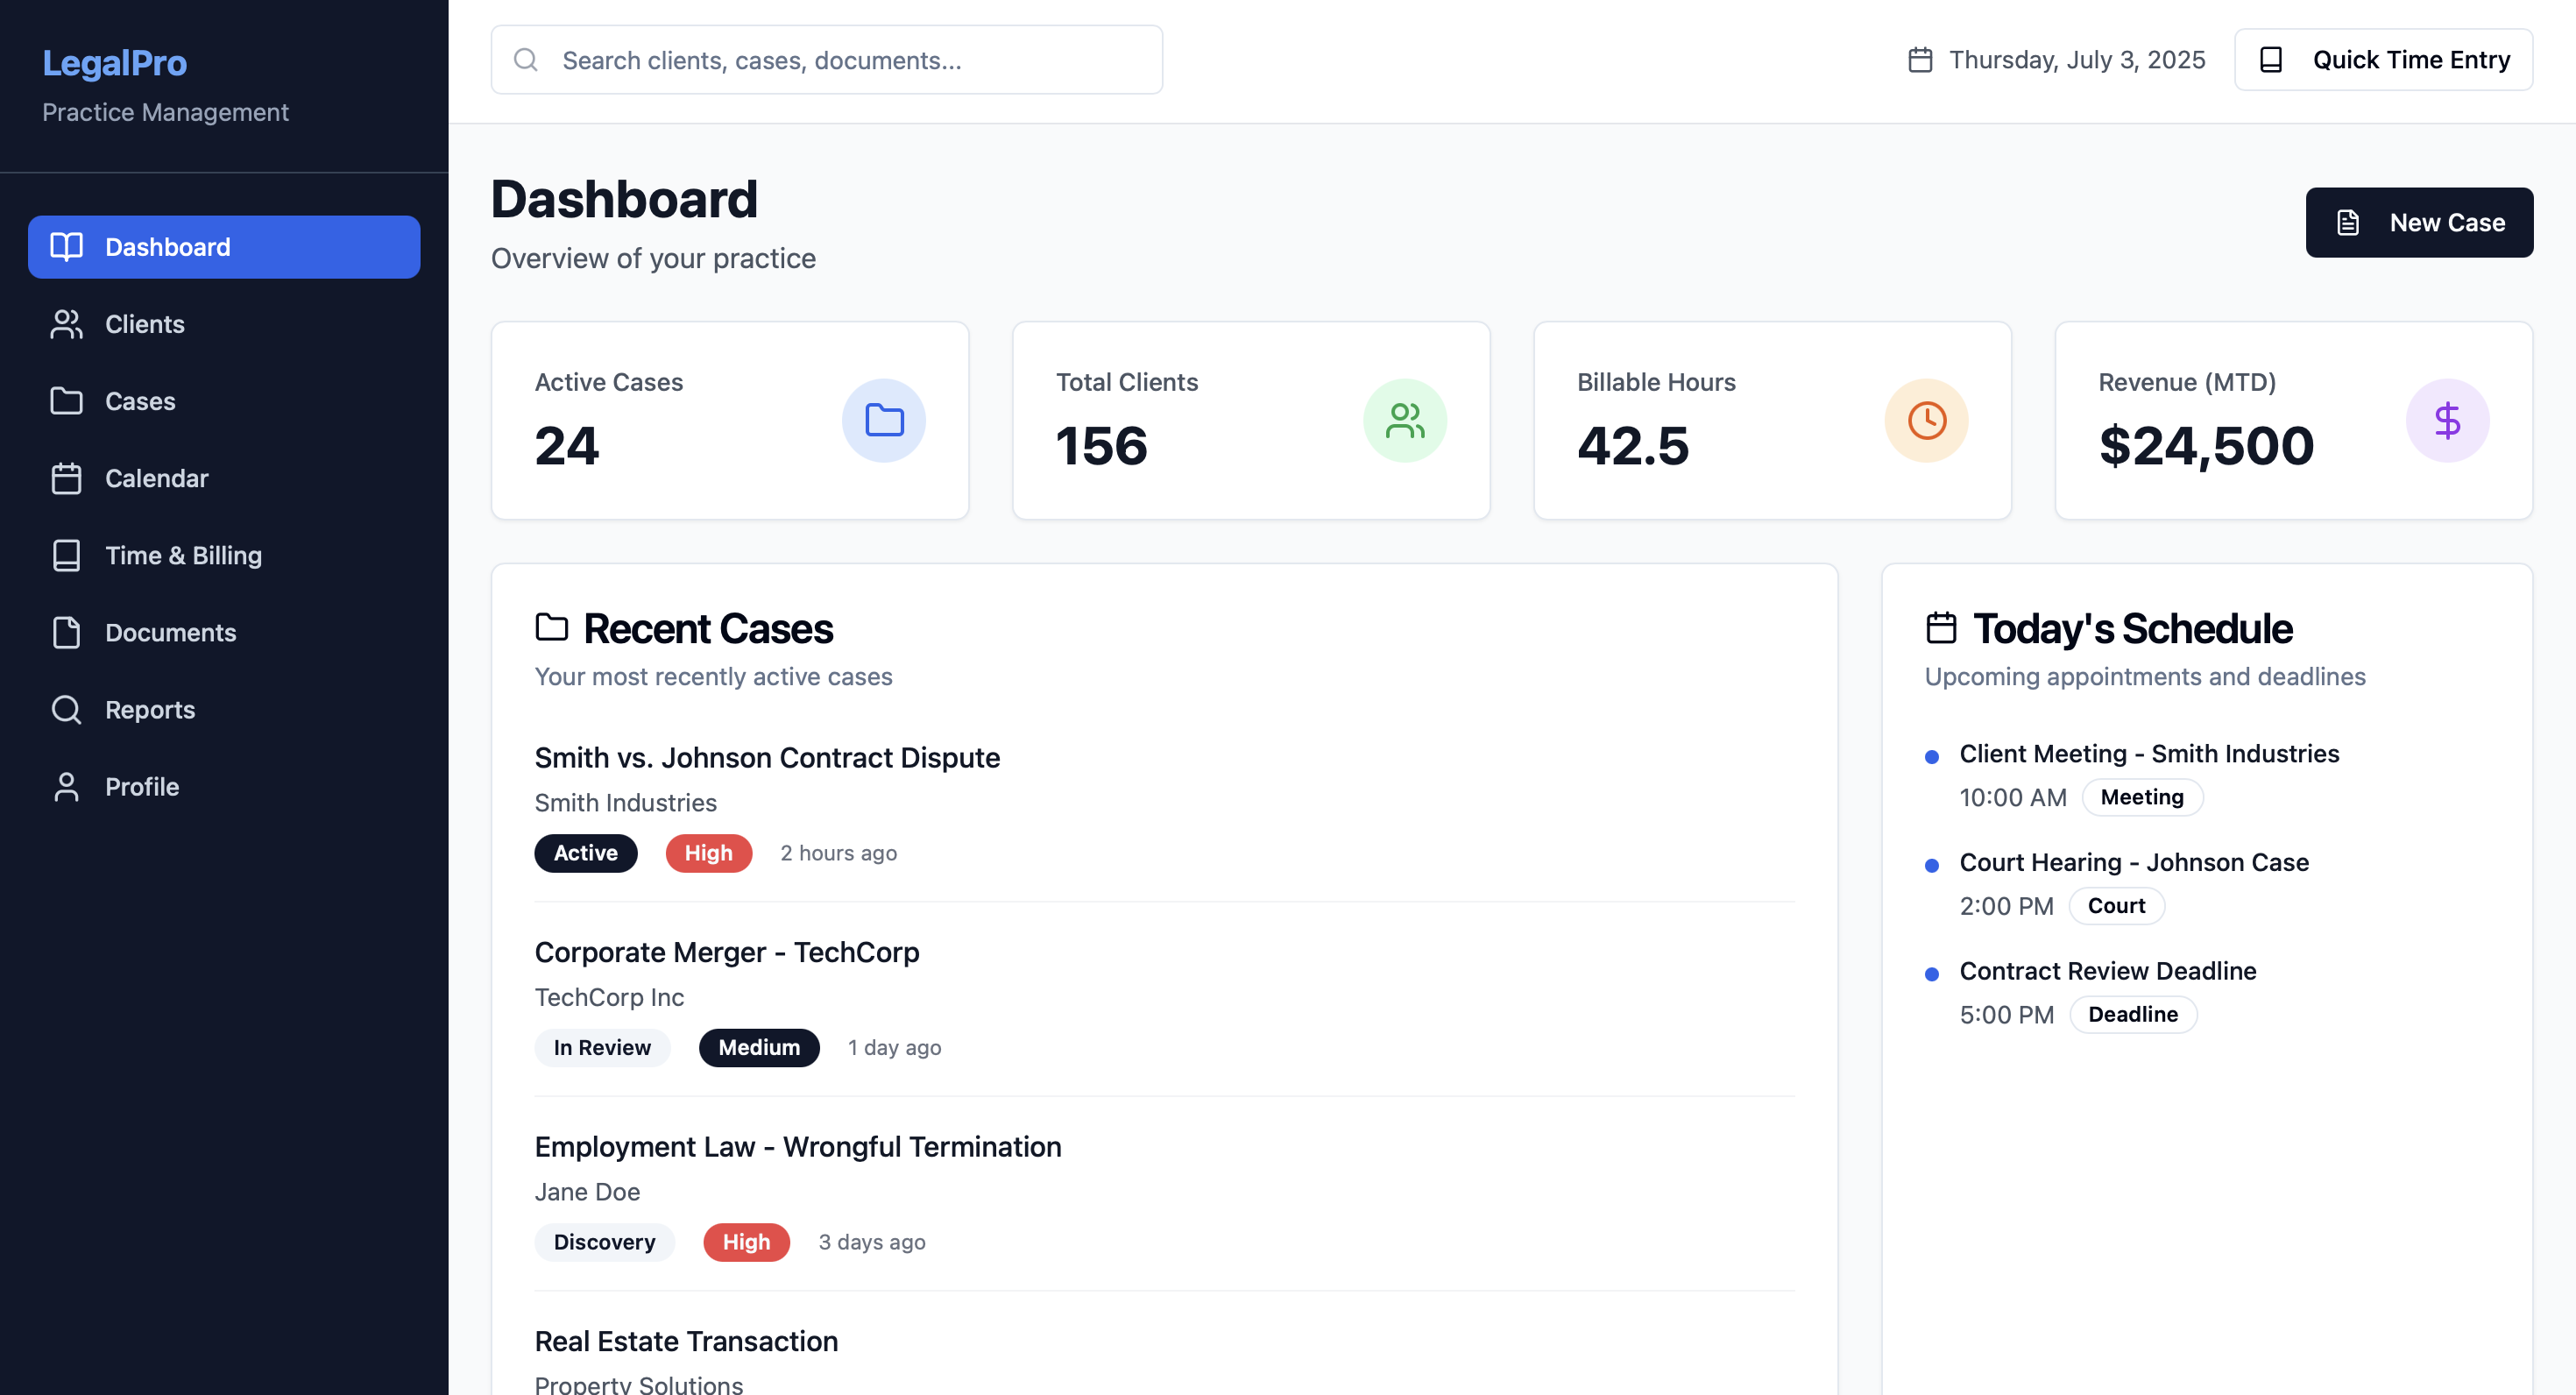 LegalPro
Practice Management
Dashboard
Clients
Cases
Calendar
Time & Billing
Documents
Reports
Profile
Search clients, cases, documents...
Thursday, July 3, 2025
Quick Time Entry
Dashboard
Overview of your practice
New Case
Active Cases
24
Total Clients
156
Billable Hours
42.5
Revenue (MTD)
$24,500
Recent Cases
Your most recently active cases
Smith vs. Johnson Contract Dispute
Smith Industries
Active High 2 hours ago
Corporate Merger - TechCorp
TechCorp Inc
In Review Medium 1 day ago
Employment Law - Wrongful Termination
Jane Doe
Discovery High 3 days ago
Real Estate Transaction
Property Solutions
Today's Schedule
Upcoming appointments and deadlines
Client Meeting - Smith Industries
10:00 AM Meeting
Court Hearing - Johnson Case
2:00 PM Court
Contract Review Deadline
5:00 PM Deadline